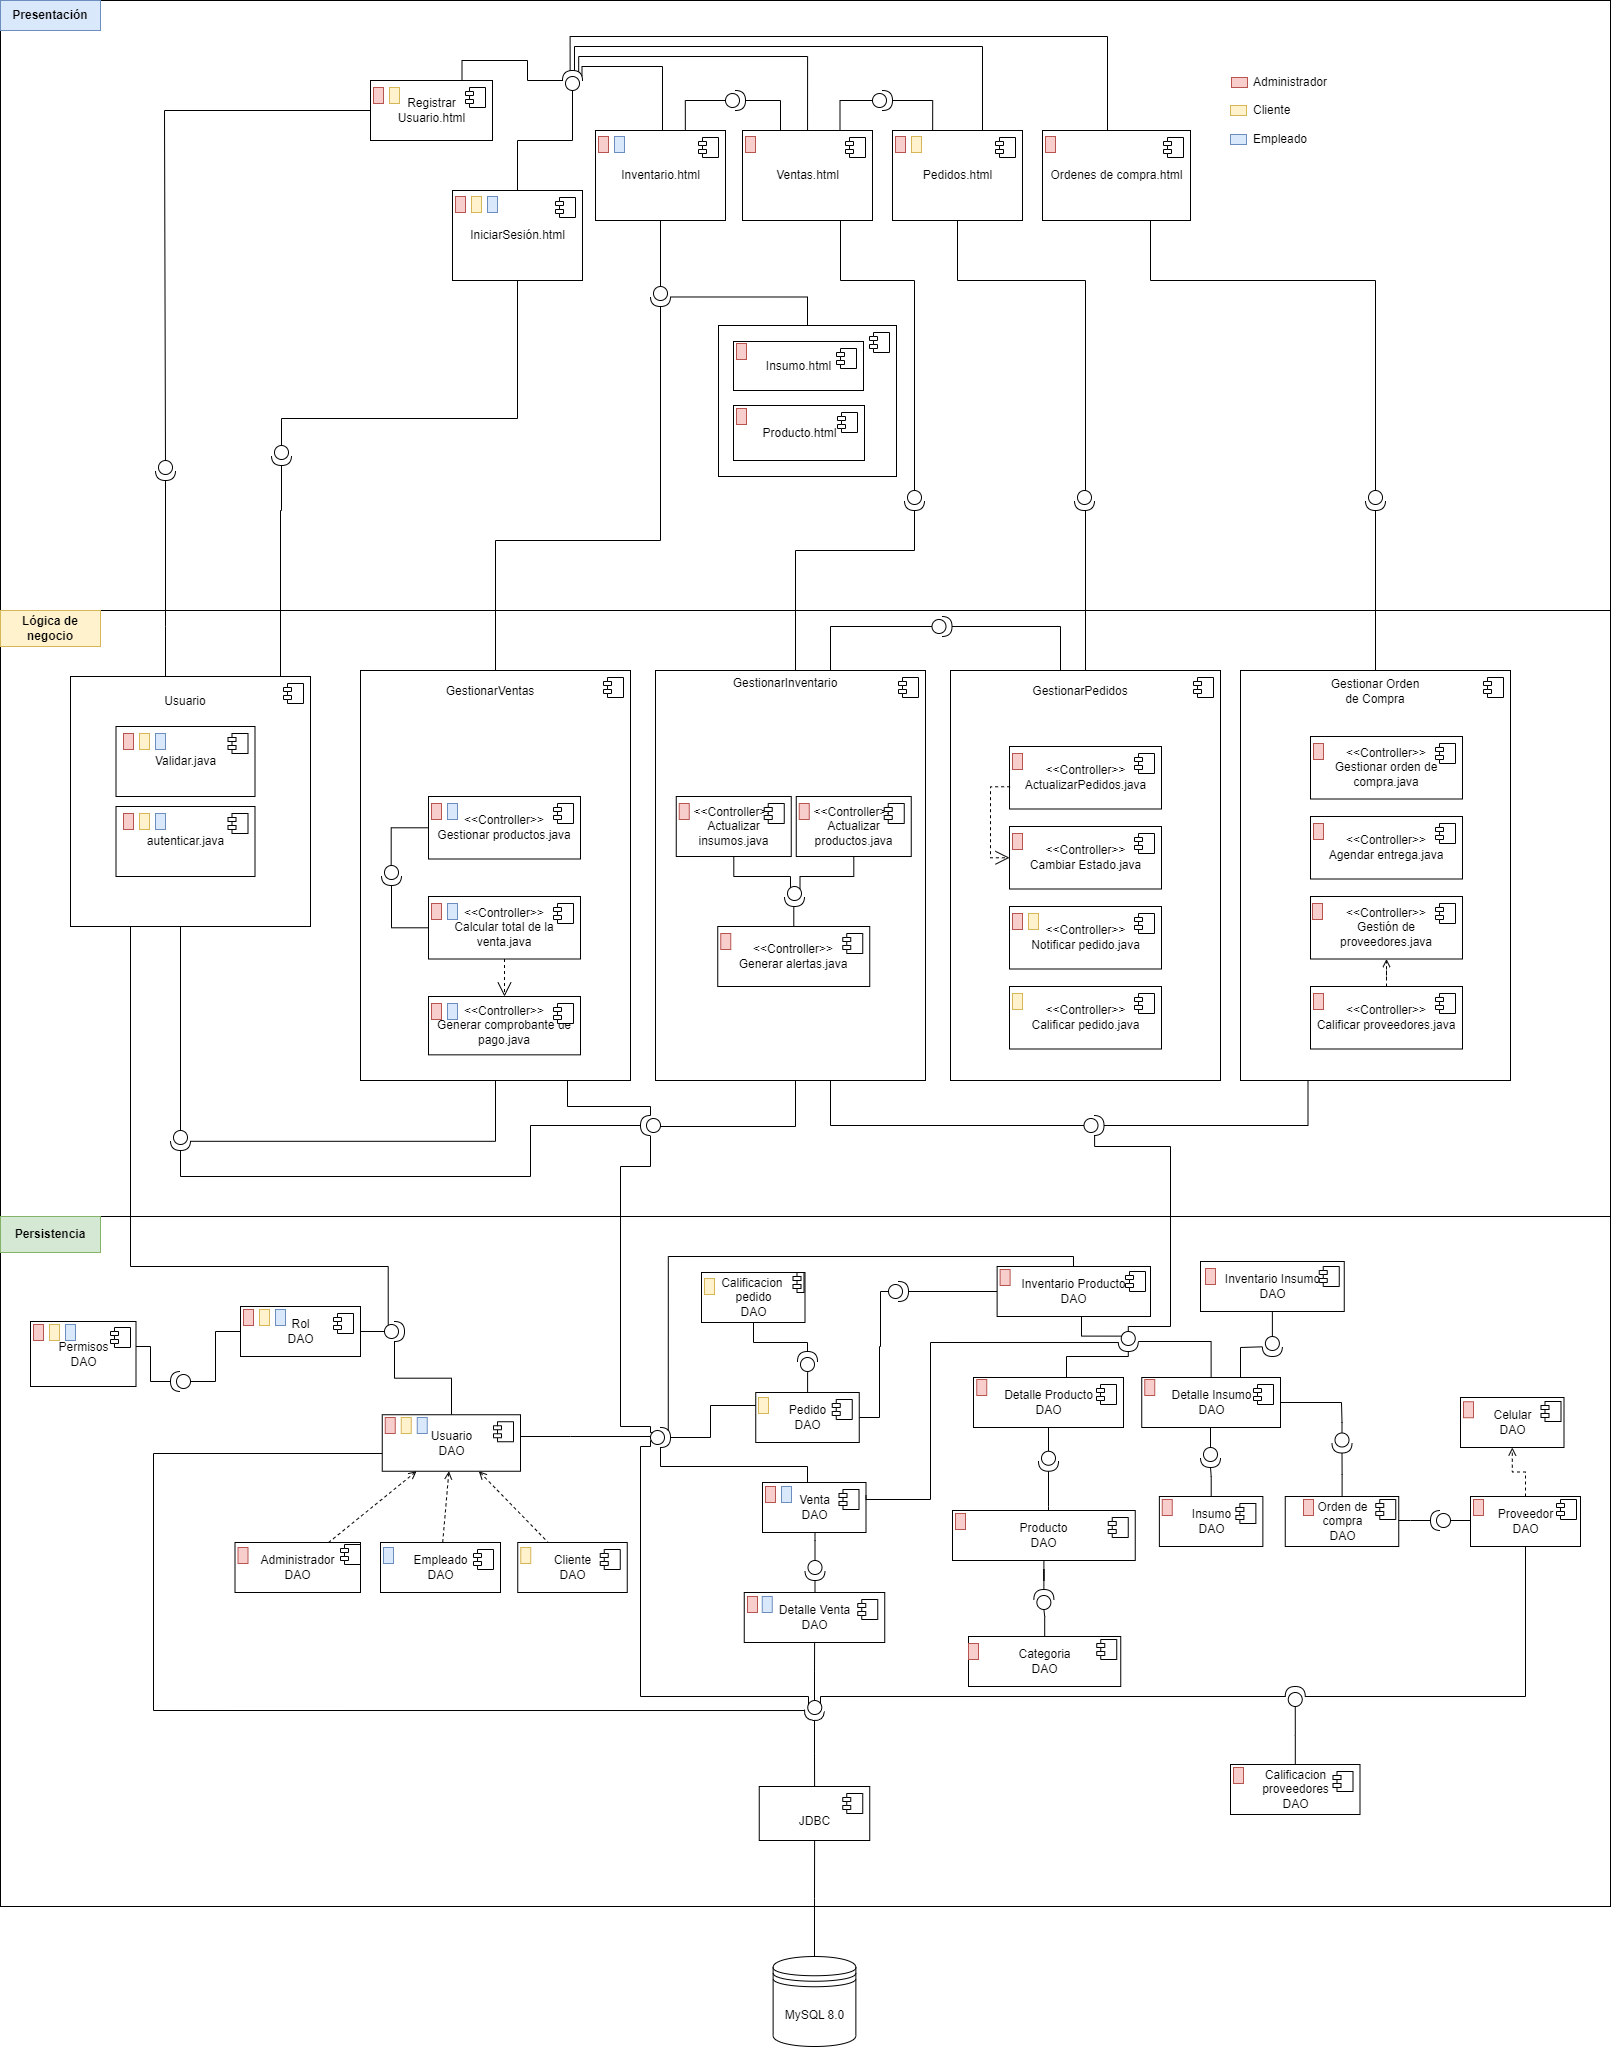 Presentación
Administrador
Cliente
Empleado
Registrar
Usuario.html
Inventario.html
Ventas.html
Pedidos.html
Ordenes de compra.html
IniciarSesión.html
Insumo.html
Producto.html
Lógica de
negocio
Usuario
Validar.java
autenticar.java
GestionarVentas
<<Controller>>
Gestionar productos.java
<<Controller>>
Calcular total de la
venta.java
<<Controller>>
Generar comprobante de
pago.java
GestionarInventario
<<Controller>>
Actualizar
insumos.java
<<Controller>>
Actualizar
productos.java
<<Controller>>
Generar alertas.java
GestionarPedidos
<<Controller>>
ActualizarPedidos.java
<<Controller>>
Cambiar Estado.java
<<Controller>>
Notificar pedido.java
<<Controller>>
Calificar pedido.java
Gestionar Orden
de Compra
<<Controller>>
Gestionar orden de
compra.java
<<Controller>>
Agendar entrega.java
<<Controller>>
Gestión de
proveedores.java
<<Controller>>
Calificar proveedores.java
Persistencia
Calificacion
pedido
DAO
Inventario Producto
DAO
Inventario Insumo
DAO
Permisos
DAO
Rol
DAO
Pedido
DAO
Detalle Producto
DAO
Detalle Insumo
DAO
Celular
DAO
Usuario
DAO
Venta
DAO
Producto
DAO
Insumo
DAO
Orden de
compra
DAO
Proveedor
DAO
Administrador
DAO
Empleado
DAO
Cliente
DAO
Detalle Venta
DAO
Categoria
DAO
Calificacion
proveedores
DAO
JDBC
MySQL 8.0